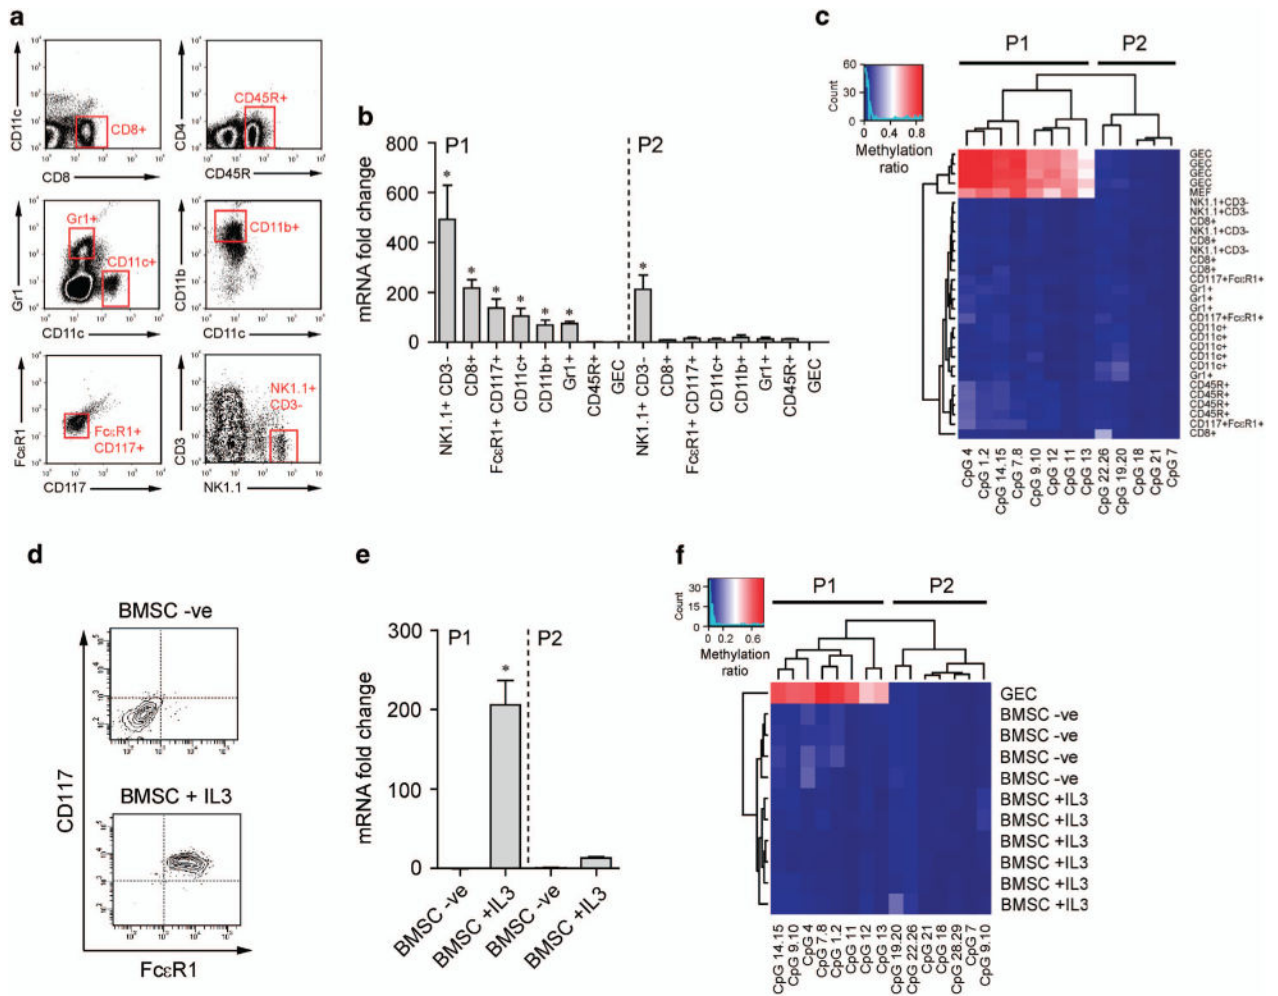 a
CD11c
CD8
CD8+
CD4
CD45R
CD45R+
Gr1
CD11c
Gr1+
CD11c+
CD11b
CD11c
CD11b+
FcεR1
CD117
FcεR1+
CD117+
CD3
NK1.1
NK1.1+
CD3-
b
mRNA fold change
800
600
400
200
0
P1
P2
* * * * * * *
NK1.1+ CD3-
CD8+
FcεR1+ CD117+
CD11c+
CD11b+
Gr1+
CD45R+
GEC
NK1.1+ CD3-
CD8+
FcεR1+ CD117+
CD11c+
CD11b+
Gr1+
CD45R+
GEC
c
P1
P2
Count
60
30
0
0 0.4 0.8
Methylation
ratio
GEC
GEC
GEC
GEC
MEF
NK1.1+CD3-
NK1.1+CD3-
CD8+
NK1.1+CD3-
CD8+
NK1.1+CD3-
CD8+
CD8+
CD117+FcεR1+
Gr1+
Gr1+
Gr1+
CD117+FcεR1+
CD11c+
CD11c+
CD11c+
CD11c+
CD11c+
Gr1+
CD45R+
CD45R+
CD45R+
CD45R+
CD117+FcεR1+
CD8+
CpG 4
CpG 1.2
CpG 14.15
CpG 7.8
CpG 9.10
CpG 12
CpG 11
CpG 13
CpG 22.26
CpG 19.20
CpG 18
CpG 21
CpG 7
d
BMSC -ve
BMSC + IL3
CD117
FcεR1
e
mRNA fold change
300
200
100
0
P1
P2
*
BMSC -ve
BMSC +IL3
BMSC -ve
BMSC +IL3
f
P1
P2
Count
30
15
0
0 0.2 0.6
Methylation
ratio
GEC
BMSC -ve
BMSC -ve
BMSC -ve
BMSC -ve
BMSC +IL3
BMSC +IL3
BMSC +IL3
BMSC +IL3
BMSC +IL3
BMSC +IL3
CpG 14.15
CpG 9.10
CpG 4
CpG 7.8
CpG 1.2
CpG 11
CpG 12
CpG 13
CpG 19.20
CpG 22.26
CpG 21
CpG 18
CpG 28.29
CpG 7
CpG 9.10